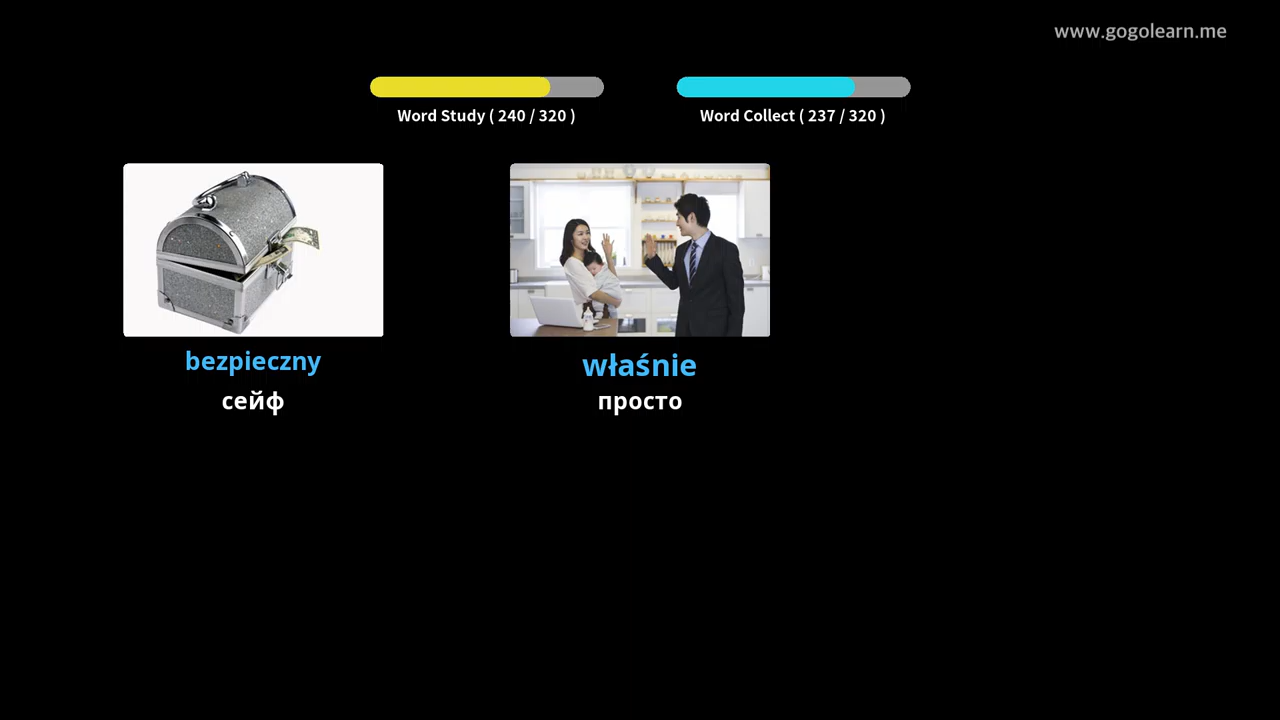 www.gogolearn.me
Word Study ( 240 / 320 )
Word Collect ( 237 / 320 )
bezpieczny
сейф
właśnie
просто